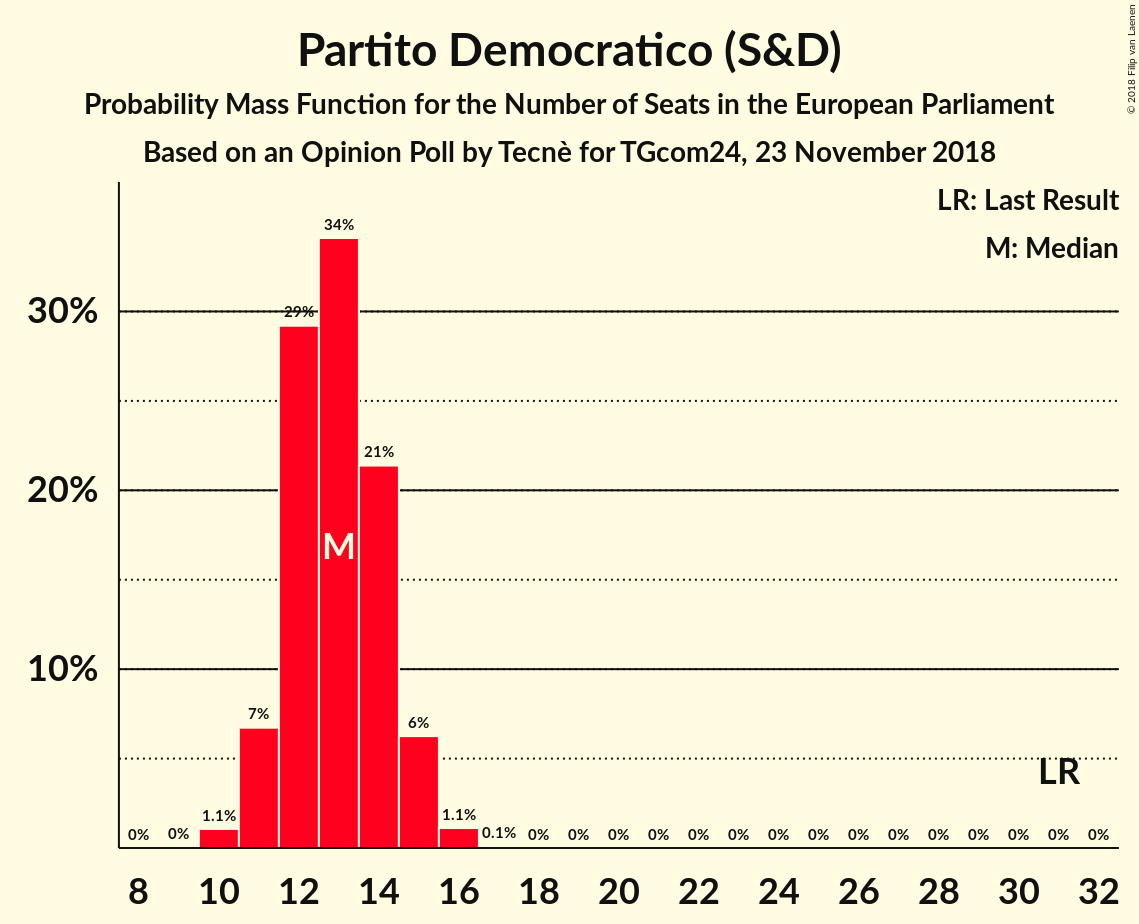 Partito Democratico (S&D)
Probability Mass Function for the Number of Seats in the European Parliament
Based on an Opinion Poll by Tecnè for TGcom24, 23 November 2018
© 2018 Filip van Laenen
LR: Last Result
M: Median
30%
20%
10%
0% 0% 1.1% 7% 29% 34% 21% 6% 1.1% 0.1% 0% 0% 0% 0% 0% 0% 0% 0% 0% 0% 0% 0% 0% 0% 0%
M
LR
8 10 12 14 16 18 20 22 24 26 28 30 32